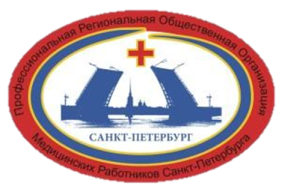 Профессиональная Региональная Общественная Организация
САНКТ-ПЕТЕРБУРГ
Медицинских Работников Санкт-Петербурга